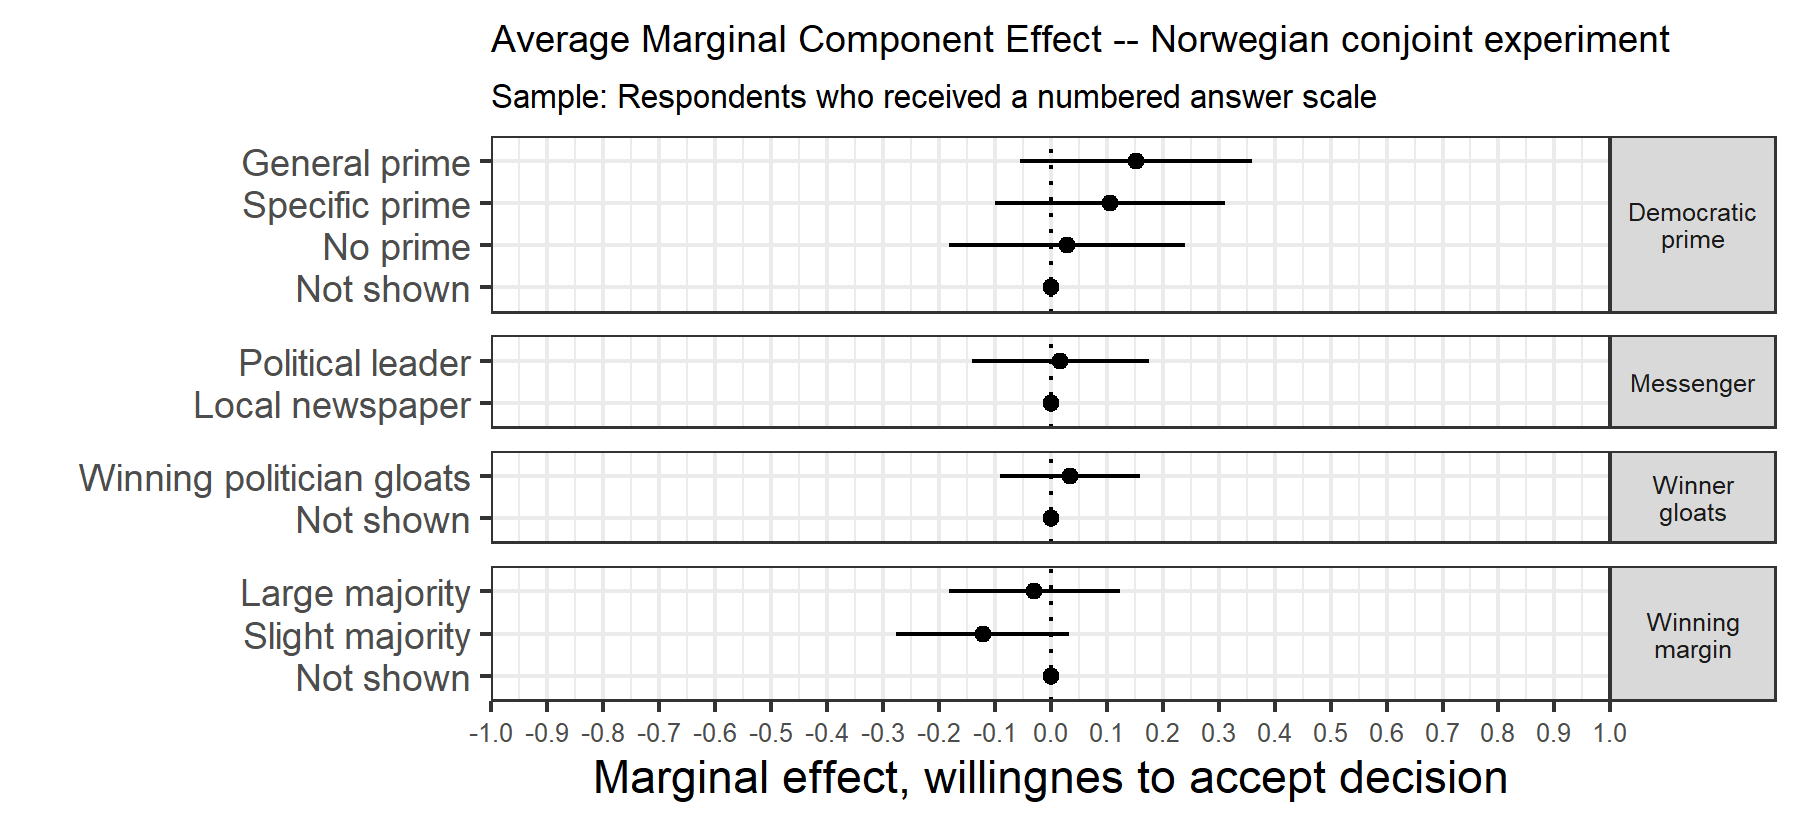 Average Marginal Component Effect -- Norwegian conjoint experiment
Sample: Respondents who received a numbered answer scale
General prime
Specific prime
No prime
Not shown
Democratic
prime
Political leader
Local newspaper
Messenger
Winning politician gloats
Not shown
Winner
gloats
Large majority
Slight majority
Not shown
Winning
margin
-1.0 -0.9 -0.8 -0.7 -0.6 -0.5 -0.4 -0.3 -0.2 -0.1 0.0 0.1 0.2 0.3 0.4 0.5 0.6 0.7 0.8 0.9 1.0
Marginal effect, willingnes to accept decision